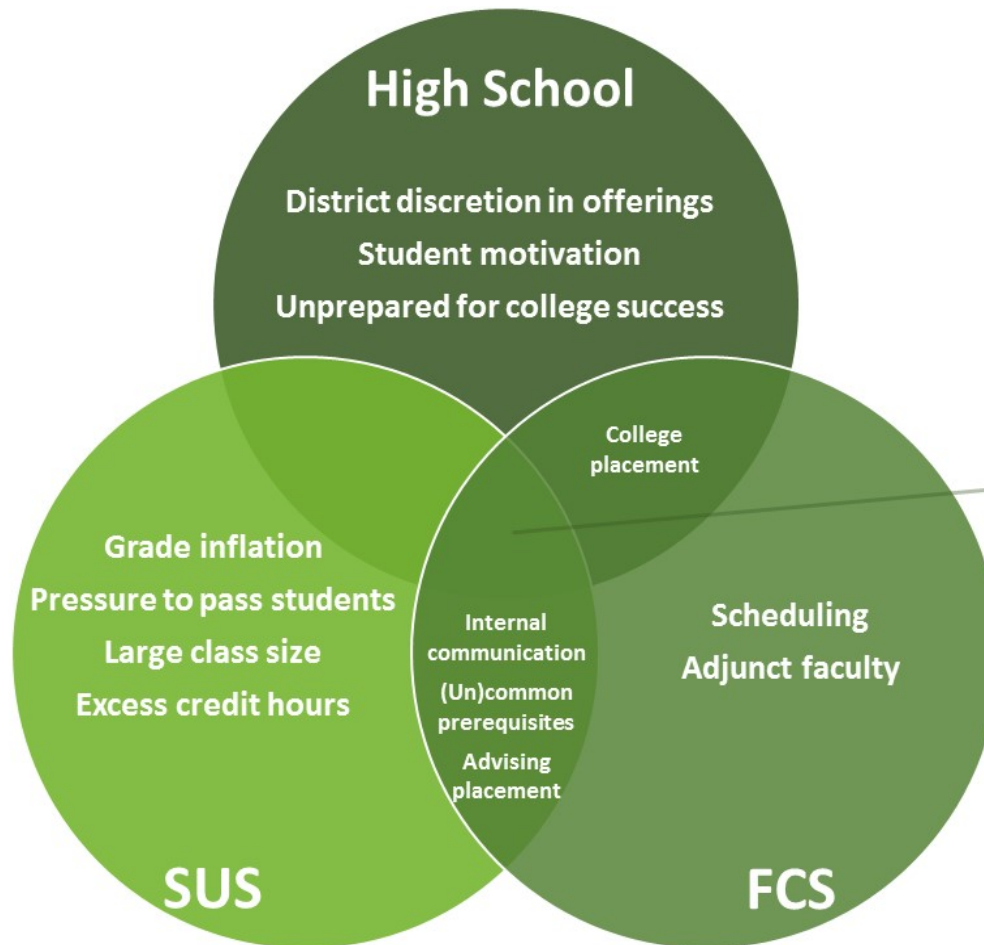 High School
District discretion in offerings
Student motivation
Unprepared for college success
College
placement
Grade inflation
Pressure to pass students
Large class size
Excess credit hours
Internal
communication
(Un)common
prerequisites
Advising
placement
Scheduling
Adjunct faculty
SUS
FCS